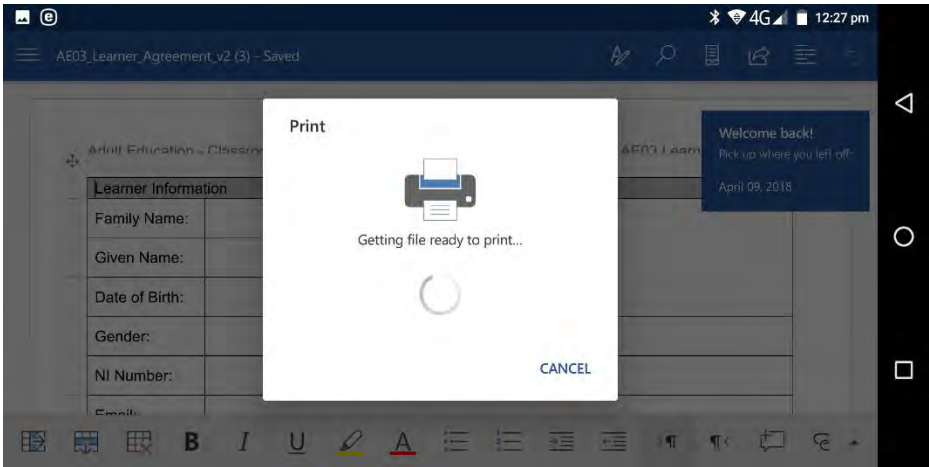 4G 12:27 pm
AE03_Learner_Agreement_v2 (3) - Saved
Print
Welcome back!
Pick up where you left off:
April 09, 2018
Adult Education - Classroo
AE03 Learn
Learner Information
Family Name:
Given Name:
Date of Birth:
Gender:
NI Number:
Email:
Getting file ready to print...
CANCEL
B I U A